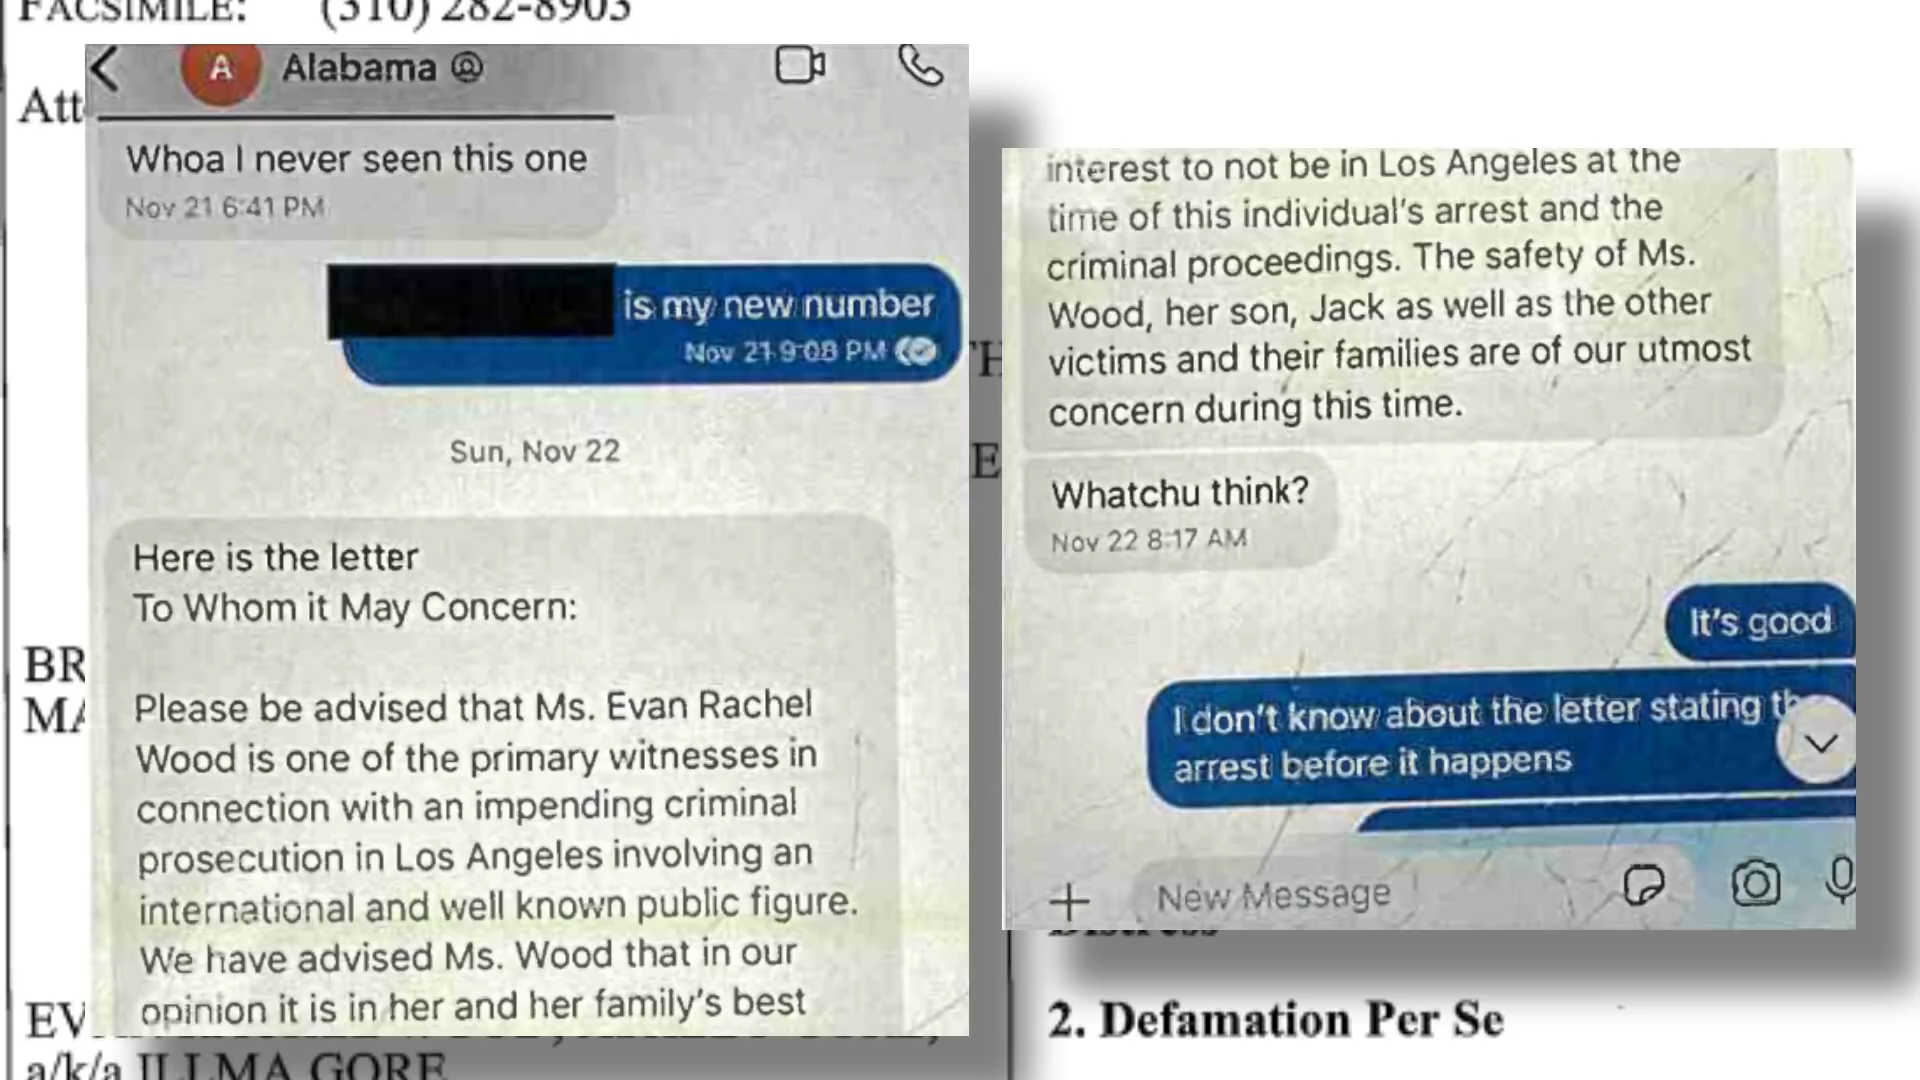 FACSIMILE: (310) 282-8903
Att
A Alabama
Whoa I never seen this one
Nov 21 6:41 PM
is my new number
Nov 21 9:08 PM
Sun, Nov 22
Here is the letter
To Whom it May Concern:
Please be advised that Ms. Evan Rachel
Wood is one of the primary witnesses in
connection with an impending criminal
prosecution in Los Angeles involving an
international and well known public figure.
We have advised Ms. Wood that in our
opinion it is in her and her family's best
interest to not be in Los Angeles at the
time of this individual's arrest and the
criminal proceedings. The safety of Ms.
Wood, her son, Jack as well as the other
victims and their families are of our utmost
concern during this time.
Whatchu think?
Nov 22 8:17 AM
It's good
I don't know about the letter stating th
arrest before it happens
New Message
BR
MA
EV
a/k/a ILLMA GORE
Distress
2. Defamation Per Se